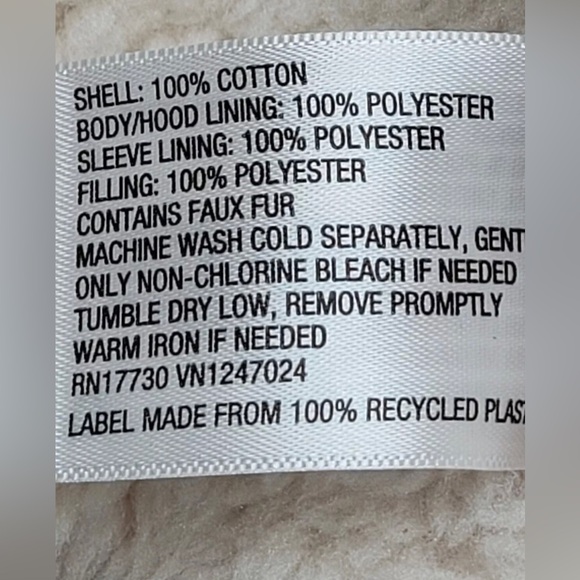 SHELL: 100% COTTON
BODY/HOOD LINING: 100% POLYESTER
SLEEVE LINING: 100% POLYESTER
FILLING: 100% POLYESTER
CONTAINS FAUX FUR
MACHINE WASH COLD SEPARATELY, GENT
ONLY NON-CHLORINE BLEACH IF NEEDED
TUMBLE DRY LOW, REMOVE PROMPTLY
WARM IRON IF NEEDED
RN17730 VN1247024
LABEL MADE FROM 100% RECYCLED PLAS